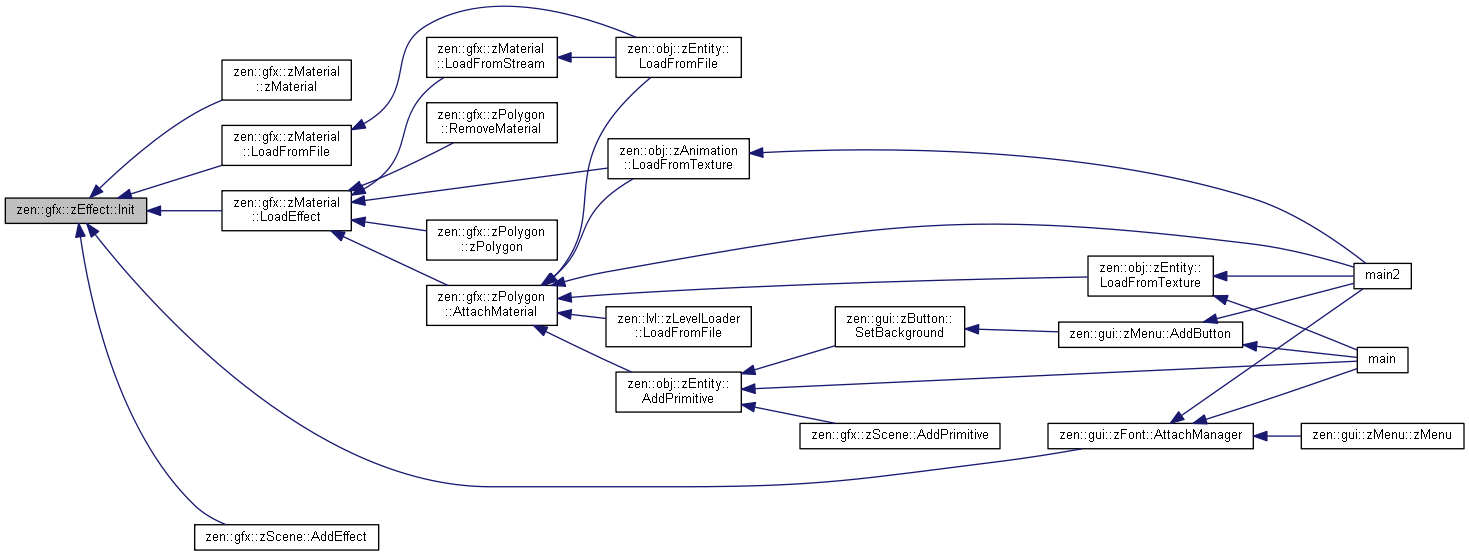 zen::gfx::zMaterial
::LoadFromStream
zen::obj::zEntity::
LoadFromFile
zen::gfx::zMaterial
::zMaterial
zen::gfx::zPolygon
::RemoveMaterial
zen::gfx::zMaterial
::LoadFromFile
zen::obj::zAnimation
::LoadFromTexture
zen::gfx::zEffect::Init
zen::gfx::zMaterial
::LoadEffect
zen::gfx::zPolygon
::zPolygon
zen::obj::zEntity::
LoadFromTexture
main2
zen::gfx::zPolygon
::AttachMaterial
zen::lvl::zLevelLoader
::LoadFromFile
zen::gui::zButton::
SetBackground
zen::gui::zMenu::AddButton
main
zen::obj::zEntity::
AddPrimitive
zen::gfx::zScene::AddPrimitive
zen::gui::zFont::AttachManager
zen::gui::zMenu::zMenu
zen::gfx::zScene::AddEffect